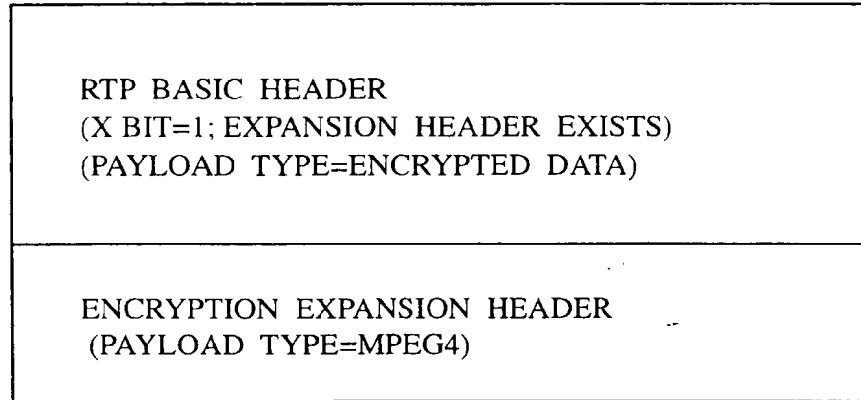 RTP BASIC HEADER
(X BIT=1; EXPANSION HEADER EXISTS)
(PAYLOAD TYPE=ENCRYPTED DATA)
ENCRYPTION EXPANSION HEADER
(PAYLOAD TYPE=MPEG4)